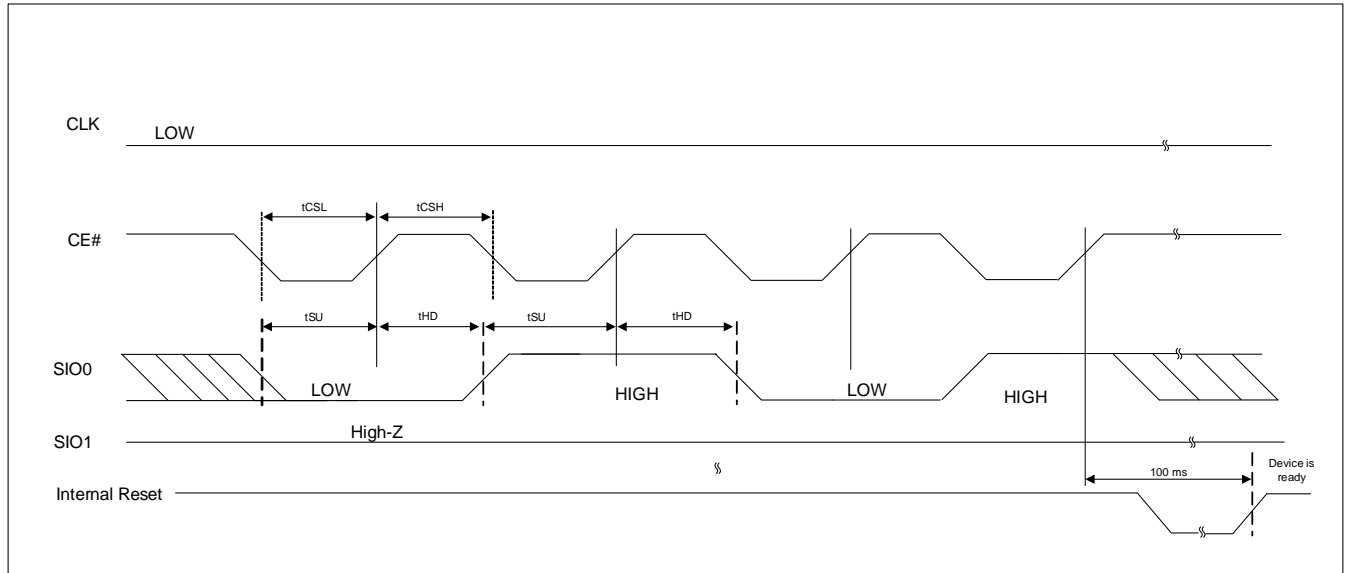 CLK
LOW
tCSL
tCSH
CE#
tSU
tHD
tSU
tHD
SIO0
LOW
HIGH
LOW
HIGH
High-Z
SIO1
100 ms
Device is
ready
Internal Reset